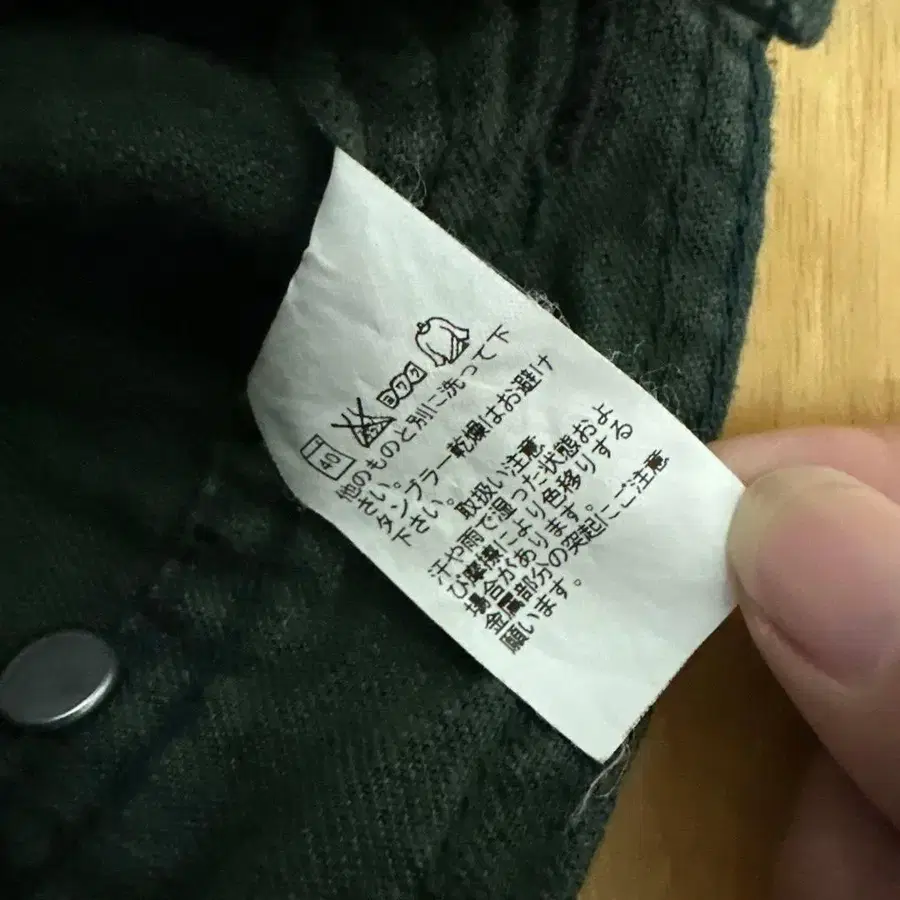 40
他のものと別に洗って下
さい。
タンブラー乾燥はお避け
下さい。
取扱い注意
汗や雨で湿った状態およ
び摩擦により色移りする
場合があります。
金属部分の突起にご注意
願います。